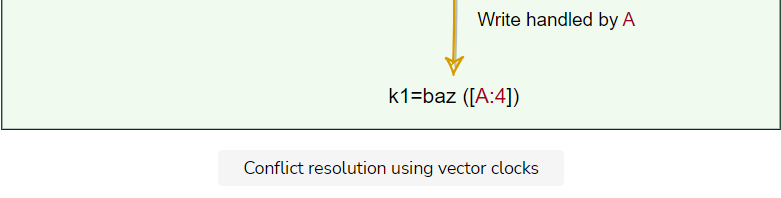 Write handled by A
k1=baz ([A:4])
Conflict resolution using vector clocks